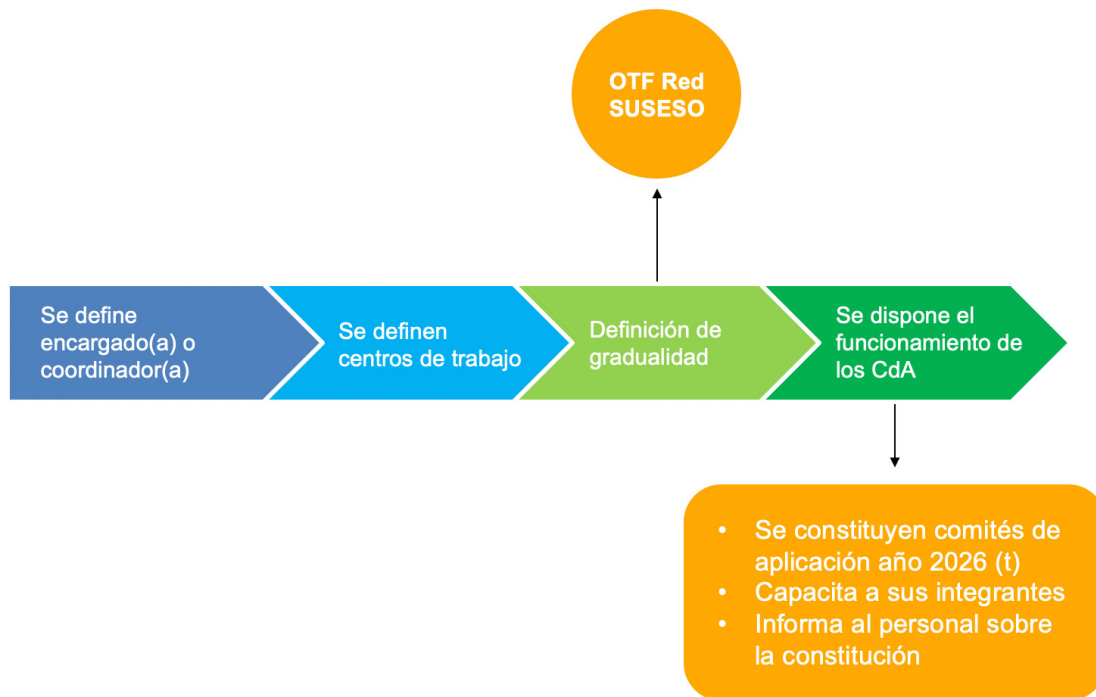 OTF Red
SUSESO
Se define
encargado(a) o
coordinador(a)
Se definen
centros de trabajo
Definición de
gradualidad
Se dispone el
funcionamiento de
los CdA
• Se constituyen comités de
aplicación año 2026 (t)
• Capacita a sus integrantes
• Informa al personal sobre
la constitución